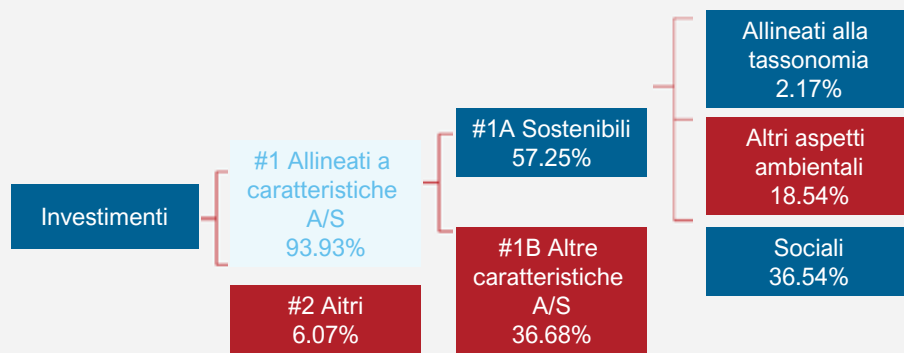 Investimenti
#1 Allineati a
caratteristiche
A/S
93.93%
#2 Aitri
6.07%
#1A Sostenibili
57.25%
#1B Altre
caratteristiche
A/S
36.68%
Allineati alla
tassonomia
2.17%
Altri aspetti
ambientali
18.54%
Sociali
36.54%